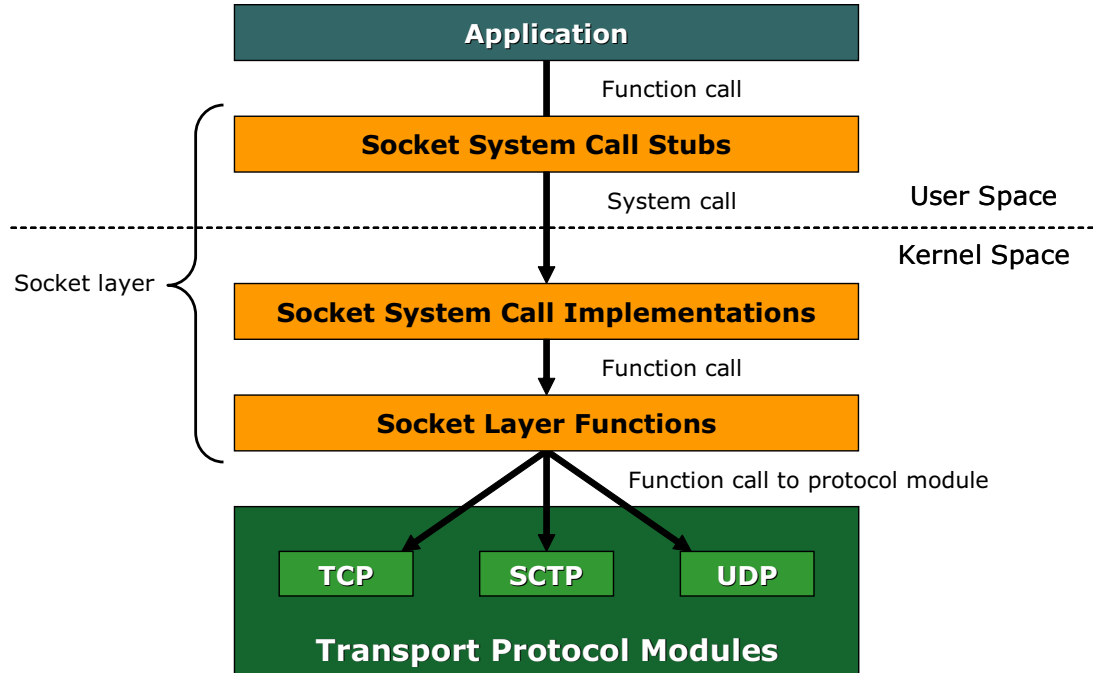 Application
Function call
Socket System Call Stubs
System call
User Space
Kernel Space
Socket layer
Socket System Call Implementations
Function call
Socket Layer Functions
Function call to protocol module
TCP
SCTP
UDP
Transport Protocol Modules